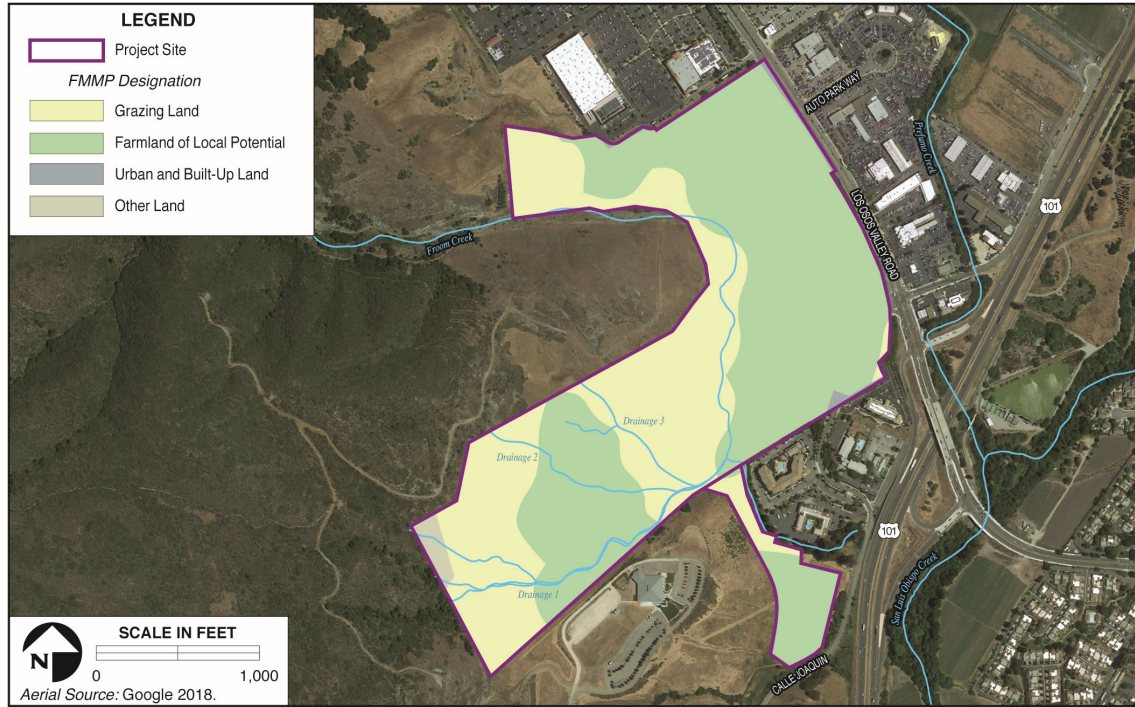 LEGEND
Project Site
FMMP Designation
Grazing Land
Farmland of Local Potential
Urban and Built-Up Land
Other Land
AUTO PARK WAY
Prefumo Creek
101
LOS OSOS VALLEY ROAD
Froom Creek
Drainage 3
Drainage 2
Drainage 1
101
San Luis Obispo Creek
CALLE JOAQUIN
N
SCALE IN FEET
0 1,000
Aerial Source: Google 2018.